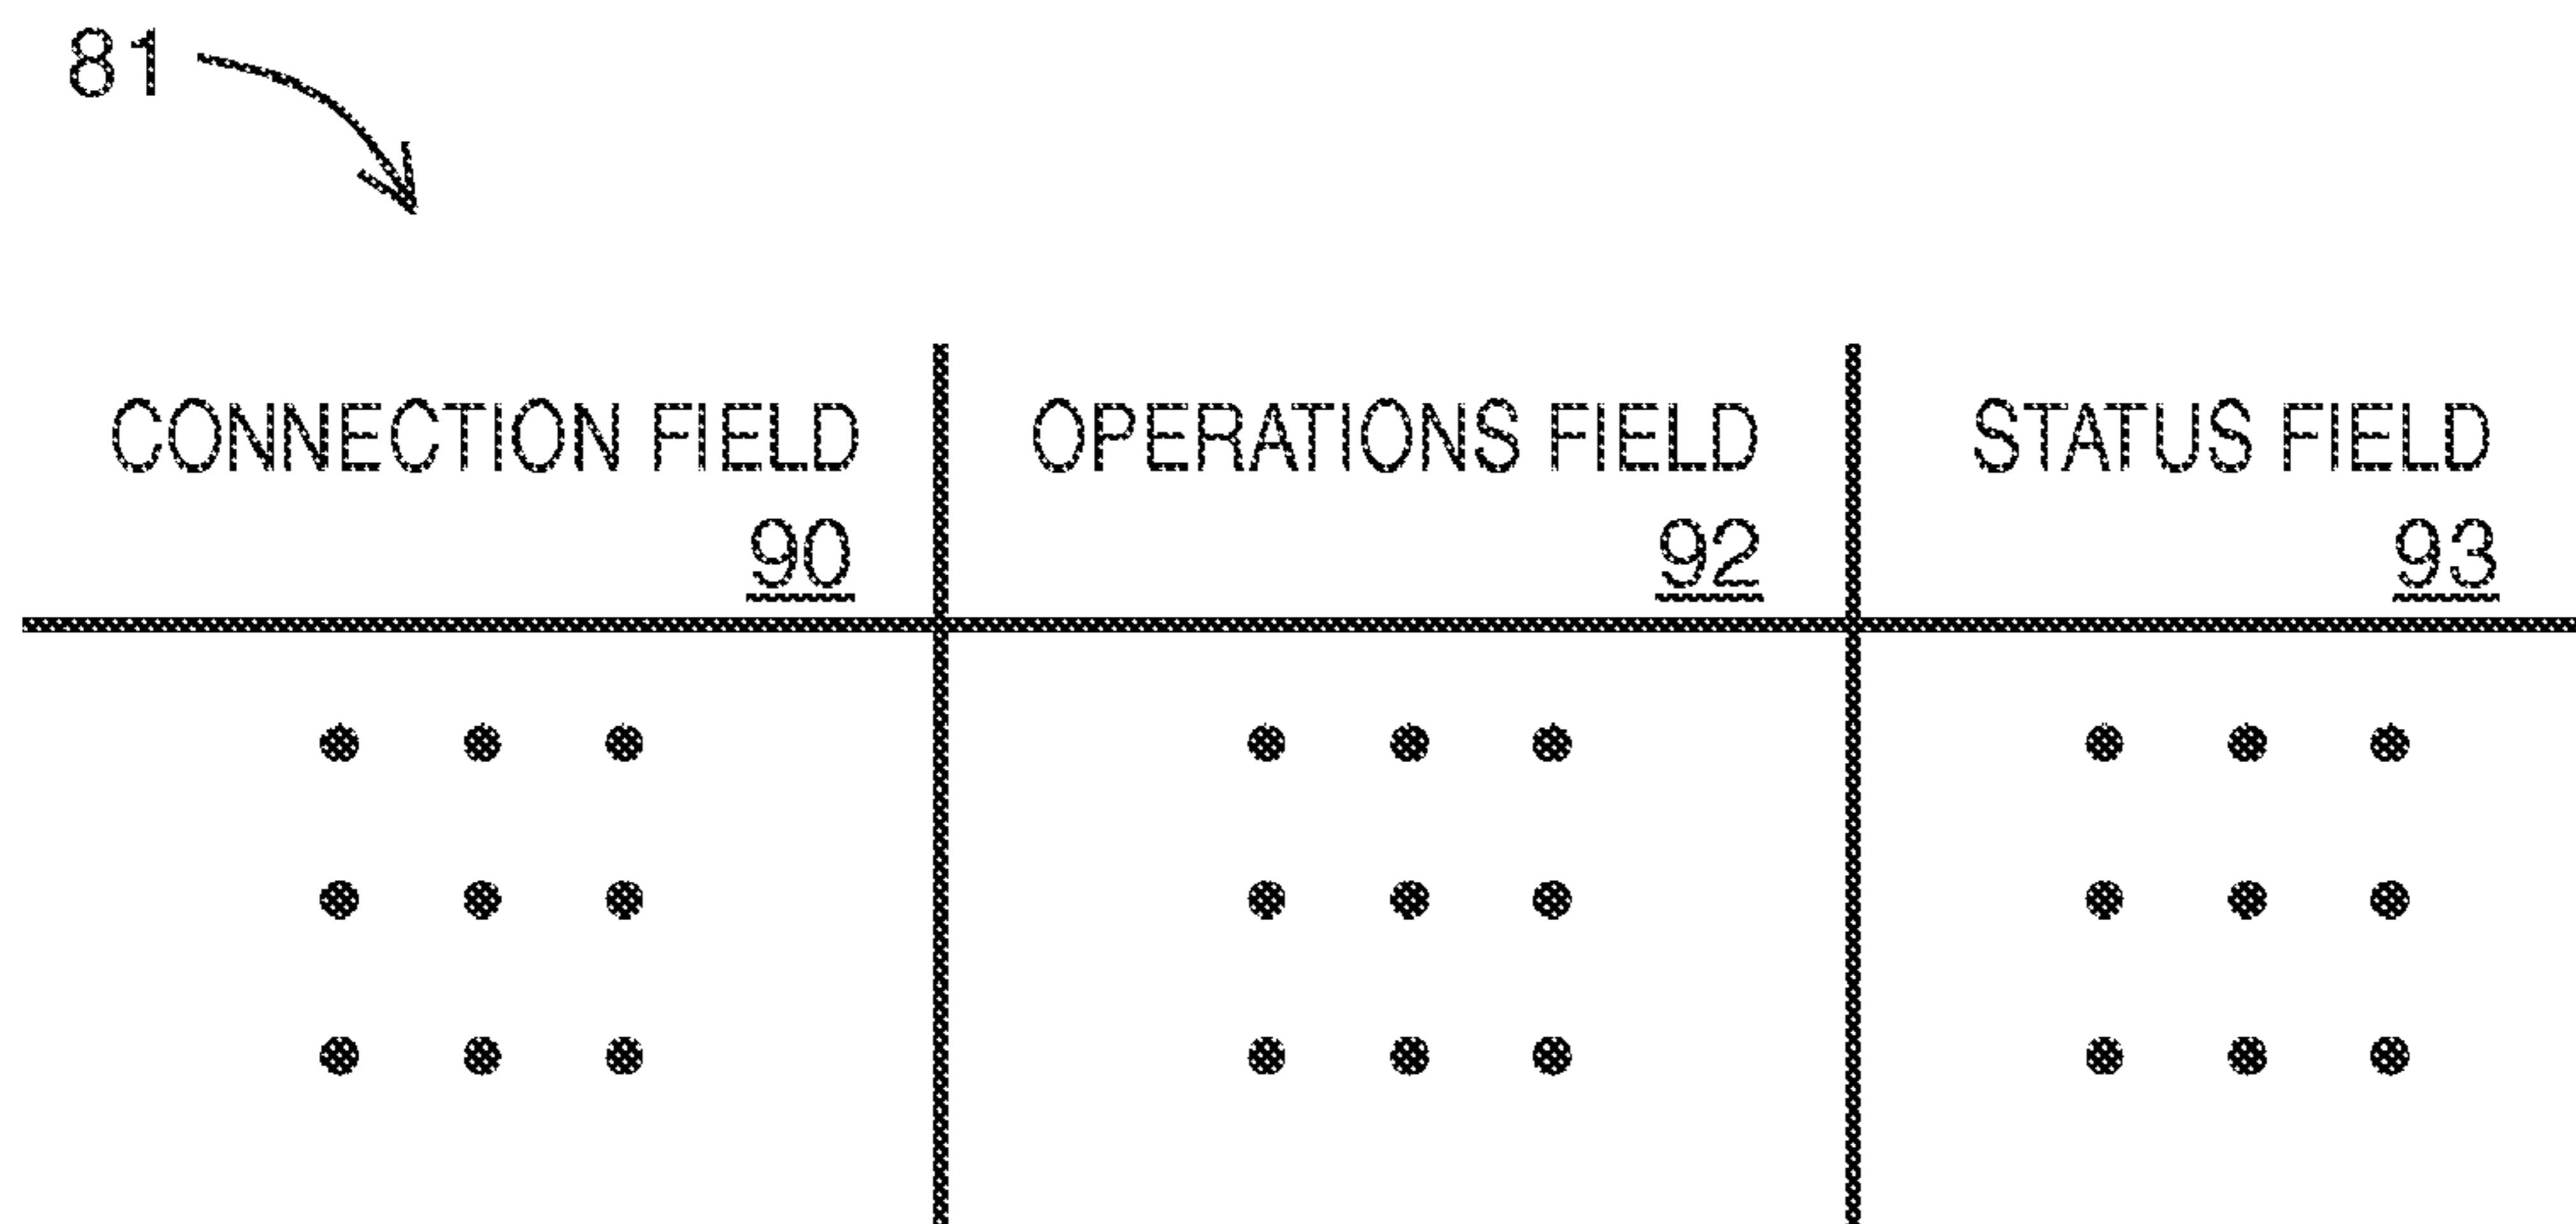 81
CONNECTION FIELD
90
OPERATIONS FIELD
92
STATUS FIELD
93